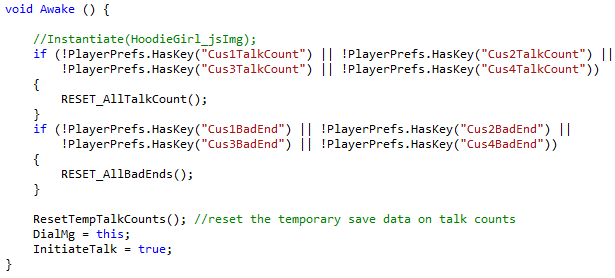 void Awake () {
//Instantiate(HoodieGirl_jsImg);
if (!PlayerPrefs.HasKey("Cus1TalkCount") || !PlayerPrefs.HasKey("Cus2TalkCount") ||
!PlayerPrefs.HasKey("Cus3TalkCount") || !PlayerPrefs.HasKey("Cus4TalkCount"))
{
RESET_AllTalkCount();
}
if (!PlayerPrefs.HasKey("Cus1BadEnd") || !PlayerPrefs.HasKey("Cus2BadEnd") ||
!PlayerPrefs.HasKey("Cus3BadEnd") || !PlayerPrefs.HasKey("Cus4BadEnd"))
{
RESET_AllBadEnds();
}
ResetTempTalkCounts(); //reset the temporary save data on talk counts
DialMg = this;
InitiateTalk = true;
}